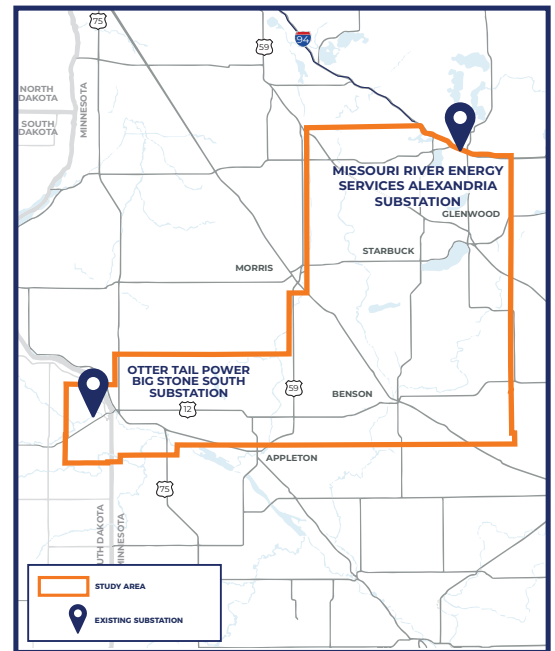 75
59
94
NORTH
DAKOTA
SOUTH
DAKOTA
MINNESOTA
MISSOURI RIVER ENERGY
SERVICES ALEXANDRIA
SUBSTATION
GLENWOOD
STARBUCK
MORRIS
OTTER TAIL POWER
BIG STONE SOUTH
SUBSTATION
59
12
BENSON
APPLETON
75
UTH DAKOTA
MINNESOTA
STUDY AREA
EXISTING SUBSTATION